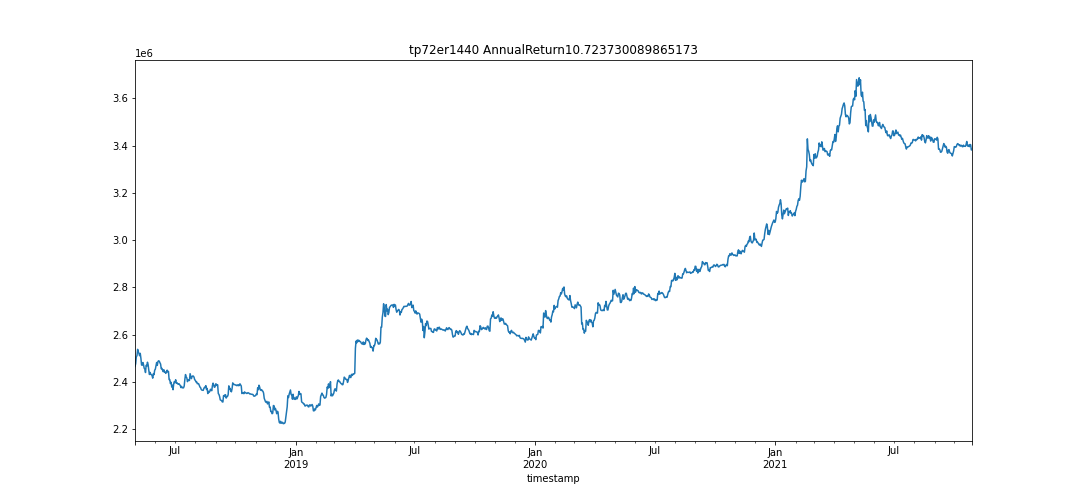 tp72er1440 AnnualReturn10.723730089865173
1e6
3.6
3.4
3.2
3.0
2.8
2.6
2.4
2.2
Jul
Jan
2019
Jul
Jan
2020
Jul
Jan
2021
Jul
timestamp